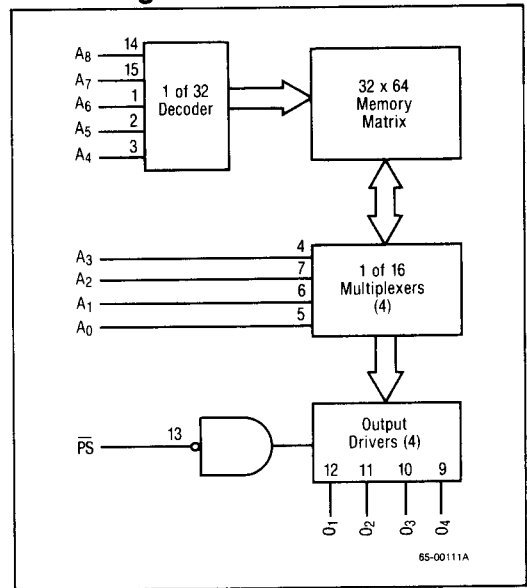 14
A8
15
A7
1
A6
2
A5
3
A4
1 of 32
Decoder
32 x 64
Memory
Matrix
4
A3
7
A2
6
A1
5
A0
1 of 16
Multiplexers
(4)
P̅S̅
13
Output
Drivers (4)
12 11 10 9
O1 O2 O3 O4
65-00111A